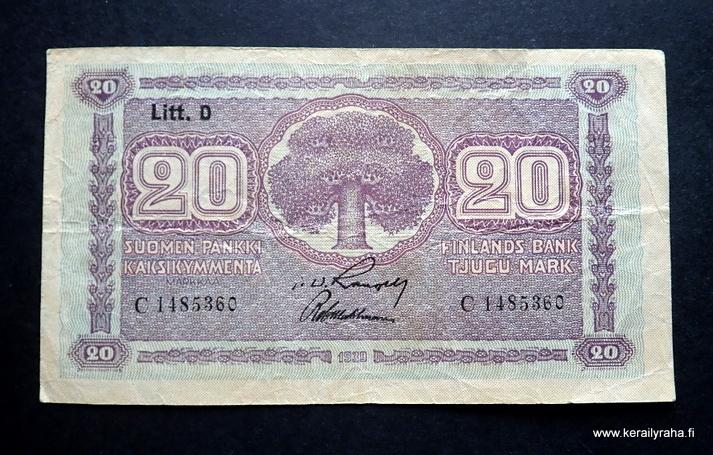 20 20
Litt. D
20 20
SUOMEN PANKKI FINLANDS BANK
KAKSIKYMMENTÄ TJUGU MARK
MARKKAA
C 1485360 C 1485360
20 20
www.kerailyraha.fi